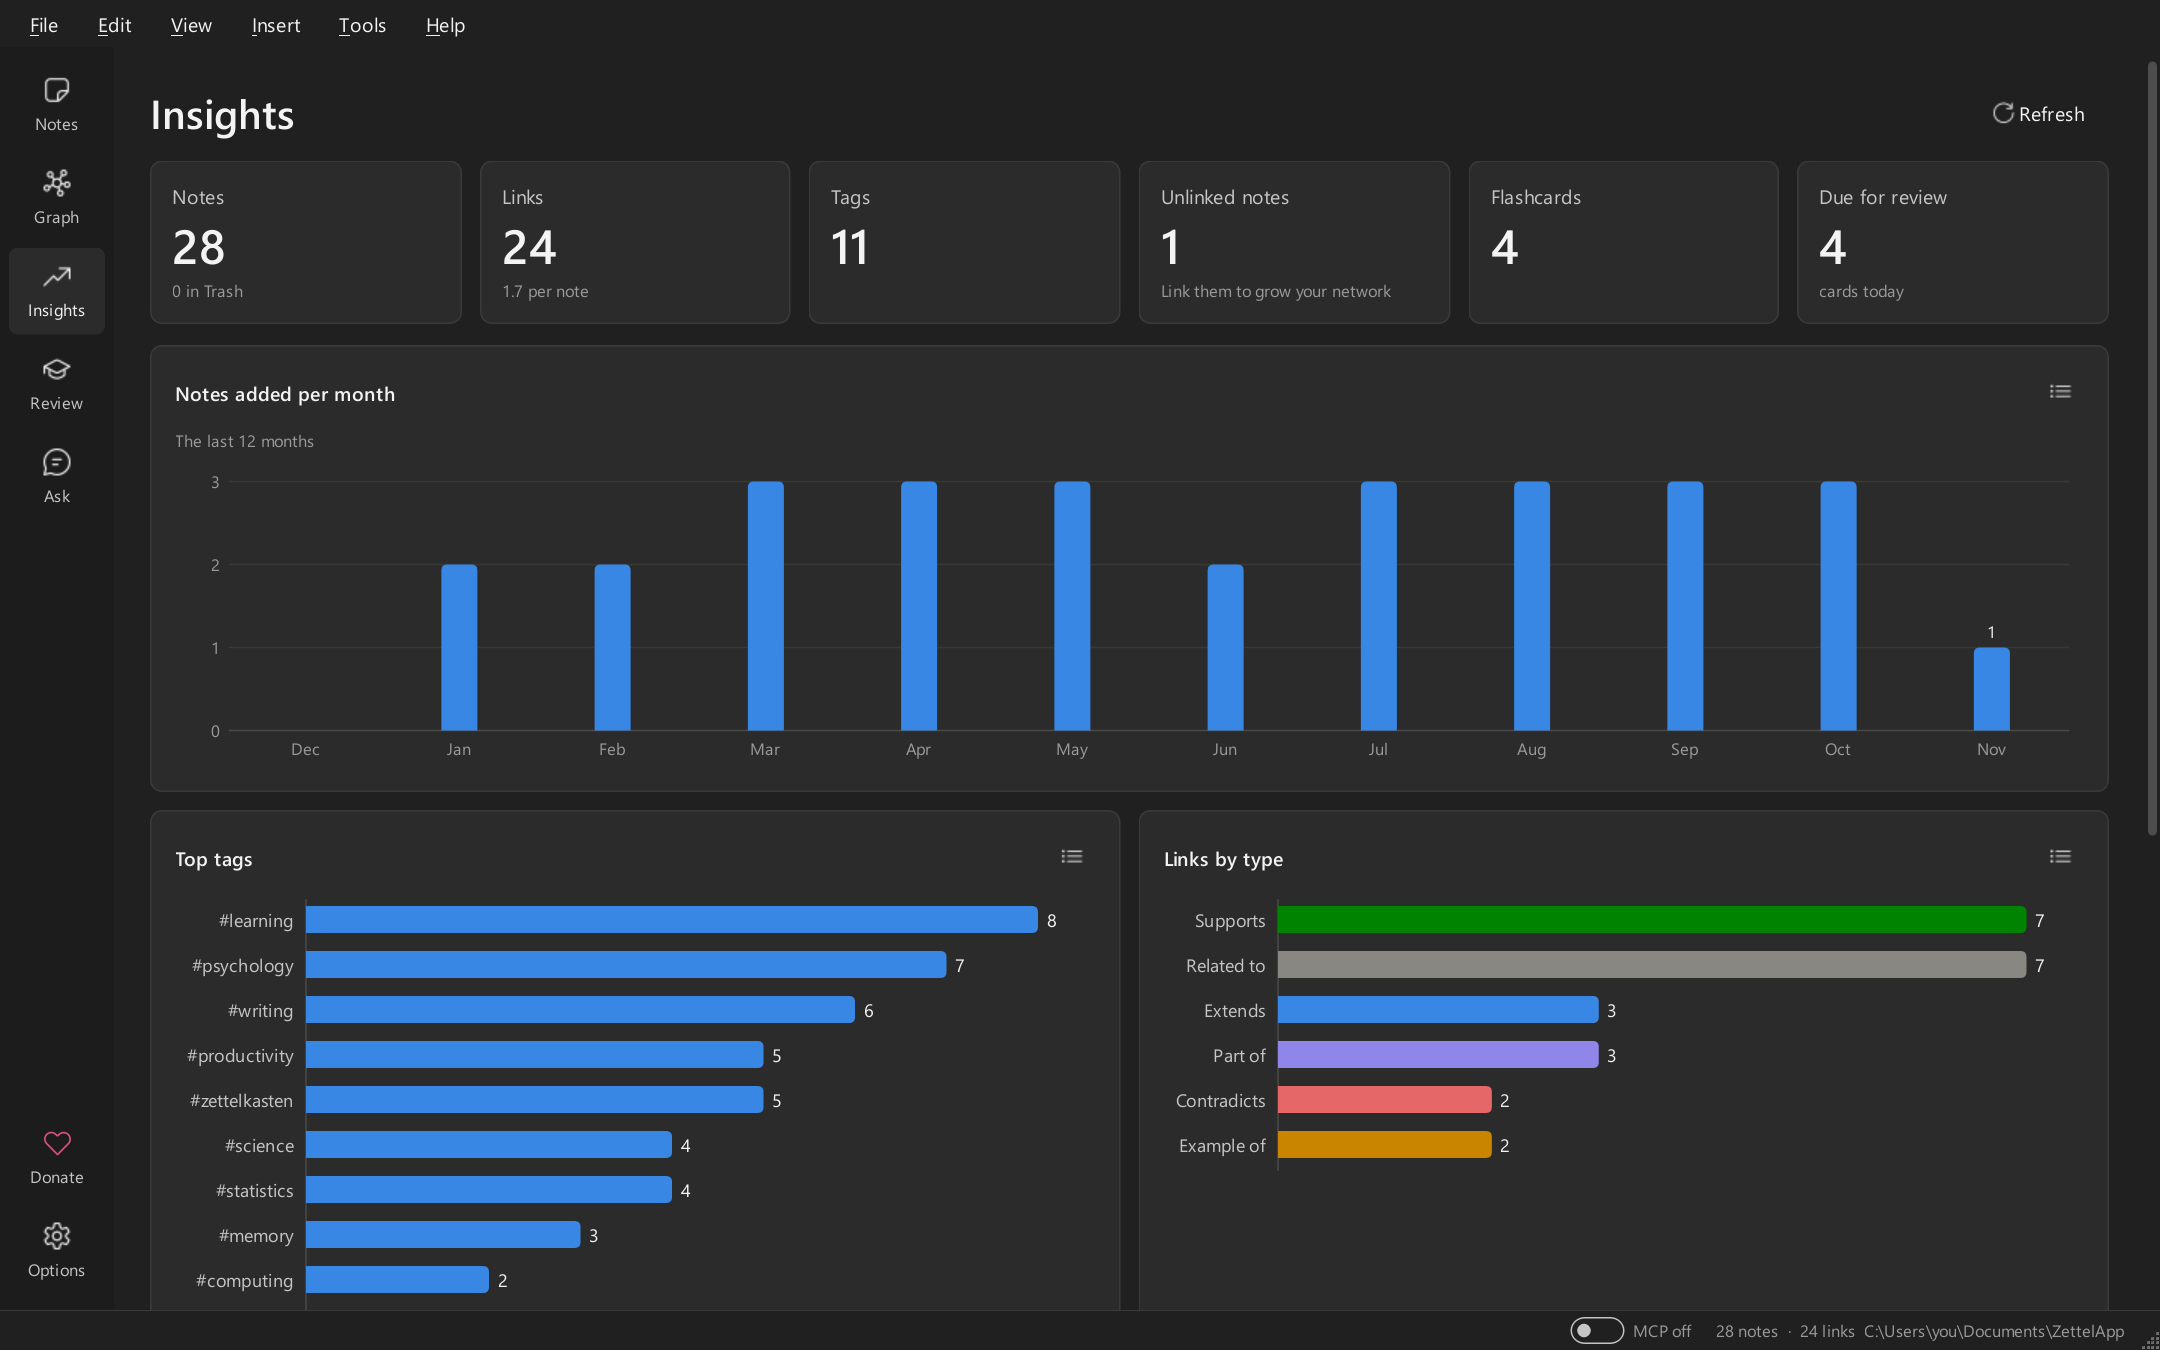 File Edit View Insert Tools Help
Notes
Graph
Insights
Review
Ask
Donate
Options
Insights
Refresh
Notes
28
0 in Trash
Links
24
1.7 per note
Tags
11
Unlinked notes
1
Link them to grow your network
Flashcards
4
Due for review
4
cards today
Notes added per month
The last 12 months
3
2
1
0
1
Dec Jan Feb Mar Apr May Jun Jul Aug Sep Oct Nov
Top tags
#learning 8
#psychology 7
#writing 6
#productivity 5
#zettelkasten 5
#science 4
#statistics 4
#memory 3
#computing 2
Links by type
Supports 7
Related to 7
Extends 3
Part of 3
Contradicts 2
Example of 2
MCP off 28 notes · 24 links C:\Users\you\Documents\ZettelApp